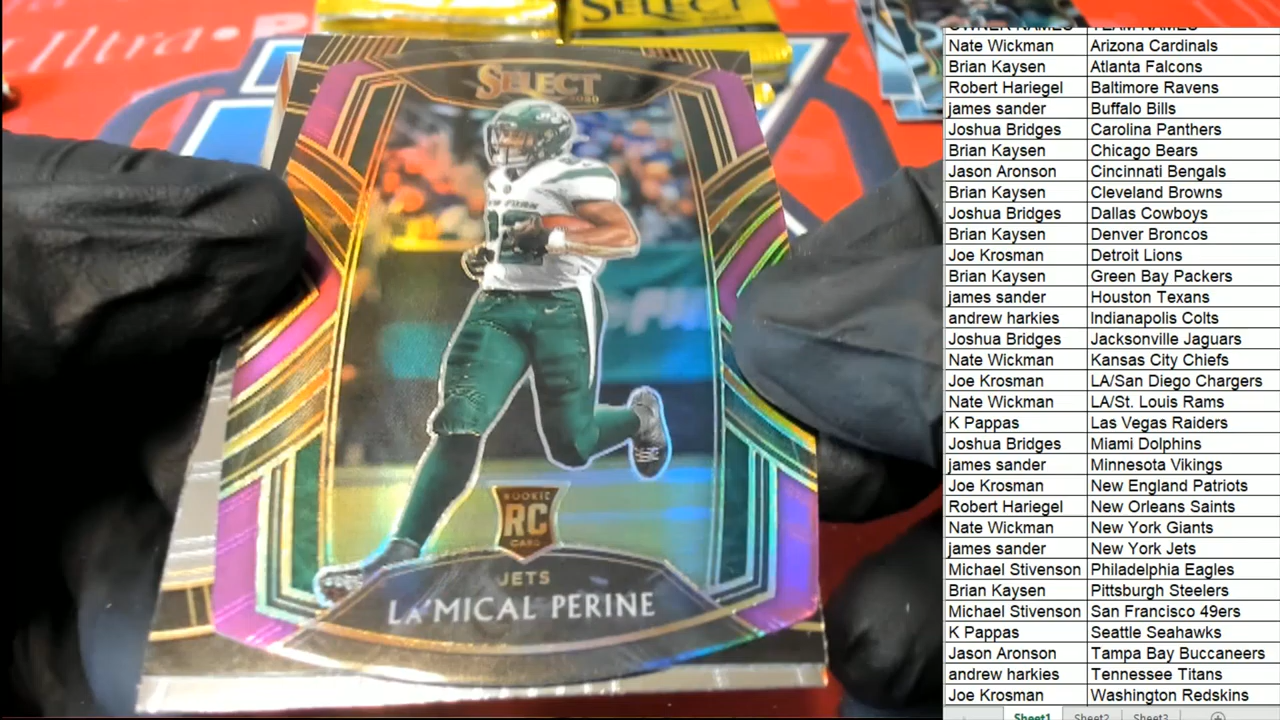 SELECT
SELECT
2020
ROOKIE
RC
CARD
JETS
LA'MICAL PERINE
OWNER NAMES TEAM NAMES
Nate Wickman Arizona Cardinals
Brian Kaysen Atlanta Falcons
Robert Hariegel Baltimore Ravens
james sander Buffalo Bills
Joshua Bridges Carolina Panthers
Brian Kaysen Chicago Bears
Jason Aronson Cincinnati Bengals
Brian Kaysen Cleveland Browns
Joshua Bridges Dallas Cowboys
Brian Kaysen Denver Broncos
Joe Krosman Detroit Lions
Brian Kaysen Green Bay Packers
james sander Houston Texans
andrew harkies Indianapolis Colts
Joshua Bridges Jacksonville Jaguars
Nate Wickman Kansas City Chiefs
Joe Krosman LA/San Diego Chargers
Nate Wickman LA/St. Louis Rams
K Pappas Las Vegas Raiders
Joshua Bridges Miami Dolphins
james sander Minnesota Vikings
Joe Krosman New England Patriots
Robert Hariegel New Orleans Saints
Nate Wickman New York Giants
james sander New York Jets
Michael Stivenson Philadelphia Eagles
Brian Kaysen Pittsburgh Steelers
Michael Stivenson San Francisco 49ers
K Pappas Seattle Seahawks
Jason Aronson Tampa Bay Buccaneers
andrew harkies Tennessee Titans
Joe Krosman Washington Redskins
Sheet1 Sheet2 Sheet3